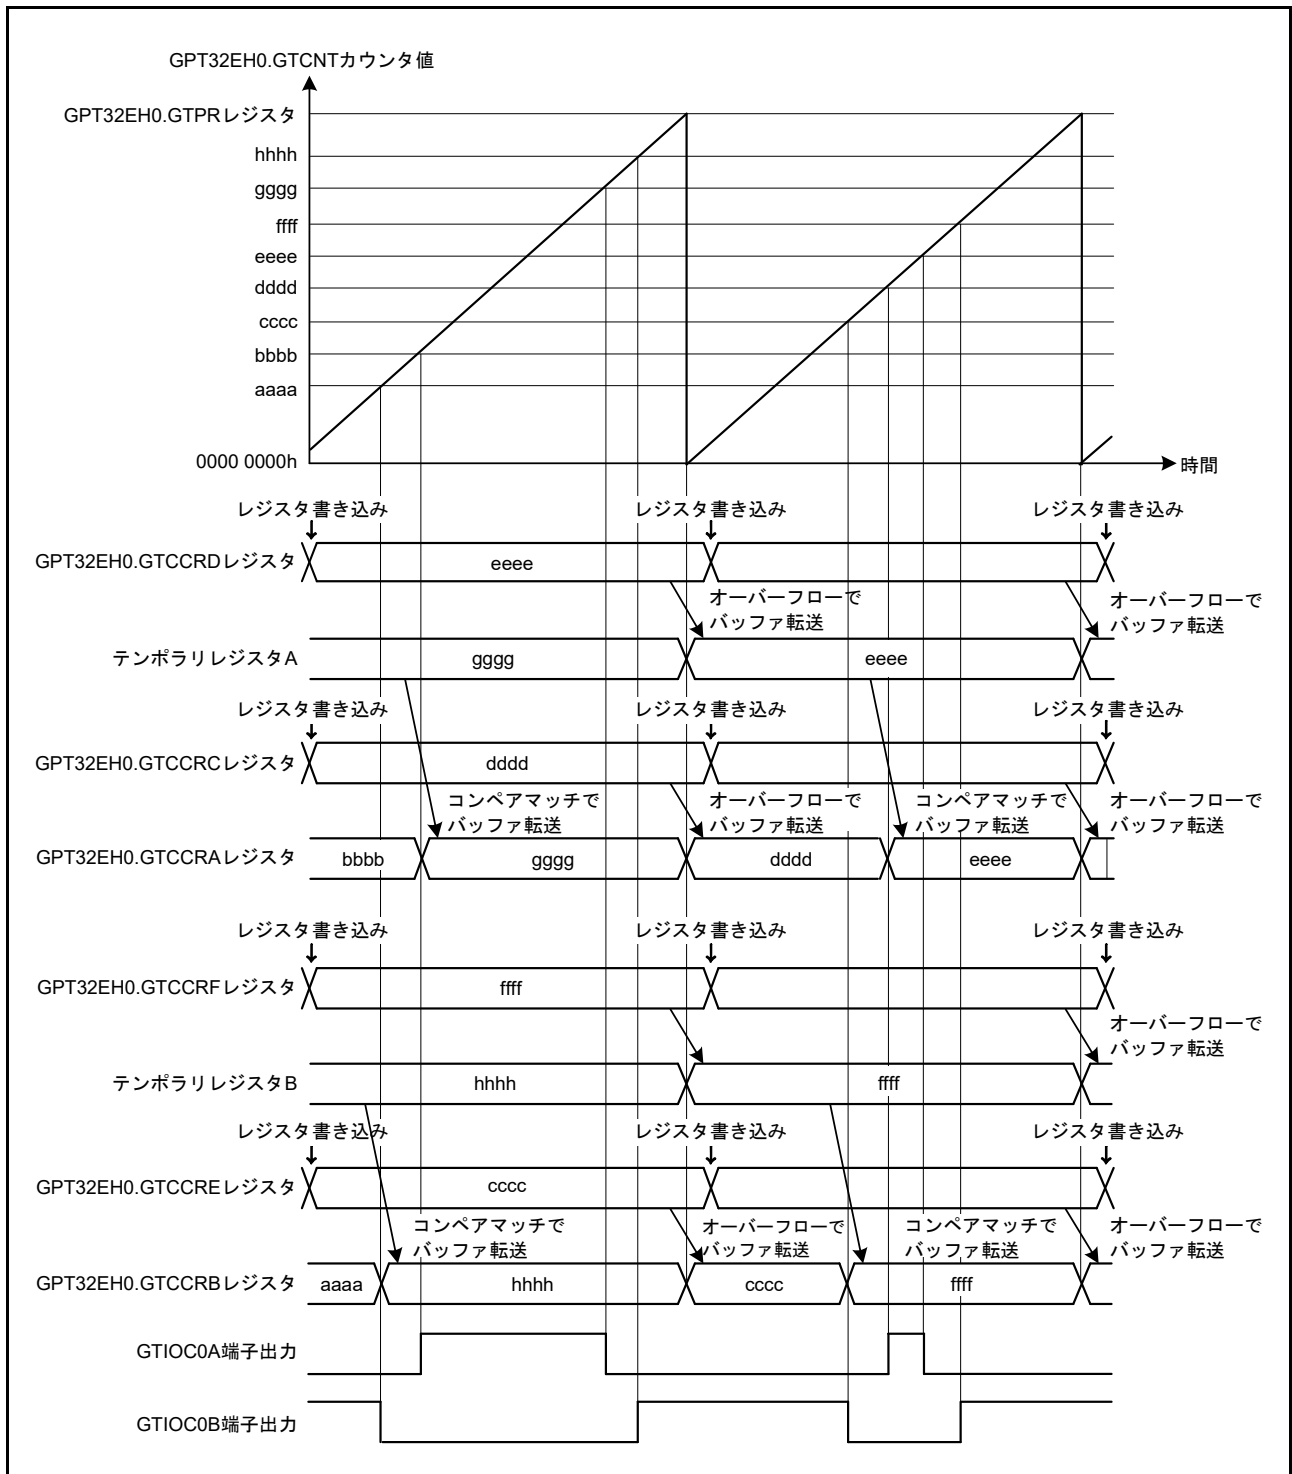 GPT32EH0.GTCNTカウンタ値
GPT32EH0.GTPRレジスタ
hhhh
gggg
ffff
eeee
dddd
cccc
bbbb
aaaa
0000 0000h
時間
レジスタ書き込み レジスタ書き込み レジスタ書き込み
GPT32EH0.GTCCRDレジスタ eeee
オーバーフローで オーバーフローで
バッファ転送 バッファ転送
テンポラリレジスタA gggg eeee
レジスタ書き込み レジスタ書き込み レジスタ書き込み
GPT32EH0.GTCCRCレジスタ dddd
コンペアマッチで オーバーフローで コンペアマッチで オーバーフローで
バッファ転送 バッファ転送 バッファ転送 バッファ転送
GPT32EH0.GTCCRAレジスタ bbbb gggg dddd eeee
レジスタ書き込み レジスタ書き込み レジスタ書き込み
GPT32EH0.GTCCRFレジスタ ffff
オーバーフローで
バッファ転送
テンポラリレジスタB hhhh ffff
レジスタ書き込み レジスタ書き込み レジスタ書き込み
GPT32EH0.GTCCREレジスタ cccc
コンペアマッチで オーバーフローで コンペアマッチで オーバーフローで
バッファ転送 バッファ転送 バッファ転送 バッファ転送
GPT32EH0.GTCCRBレジスタ aaaa hhhh cccc ffff
GTIOC0A端子出力
GTIOC0B端子出力